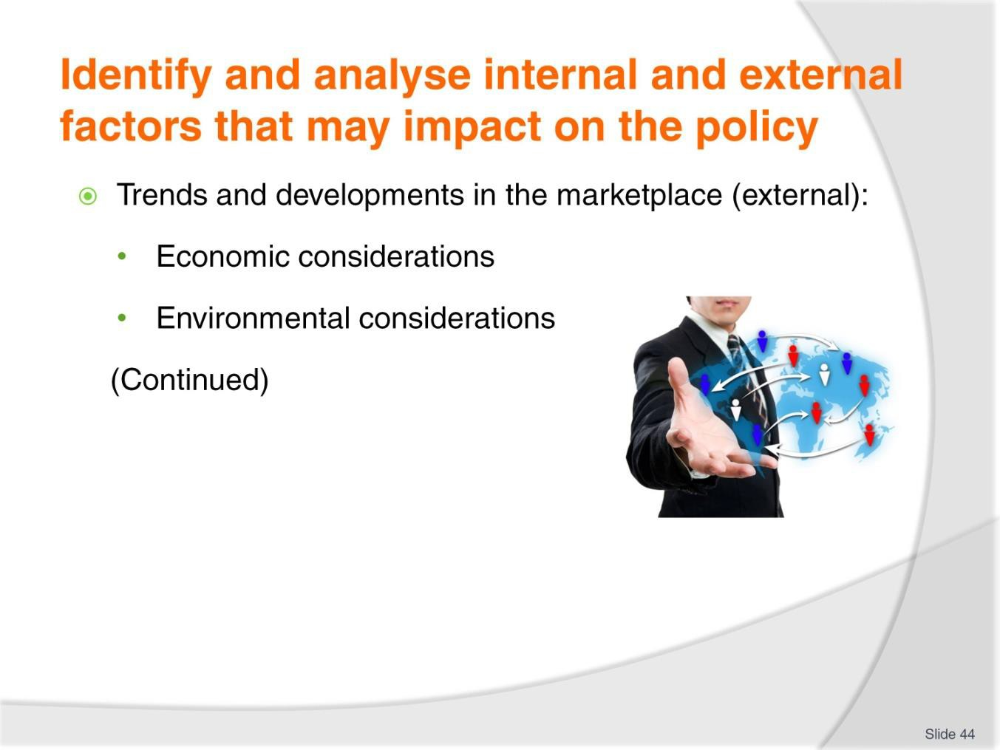 Identify and analyse internal and external
factors that may impact on the policy
Trends and developments in the marketplace (external):
• Economic considerations
• Environmental considerations
(Continued)
Slide 44